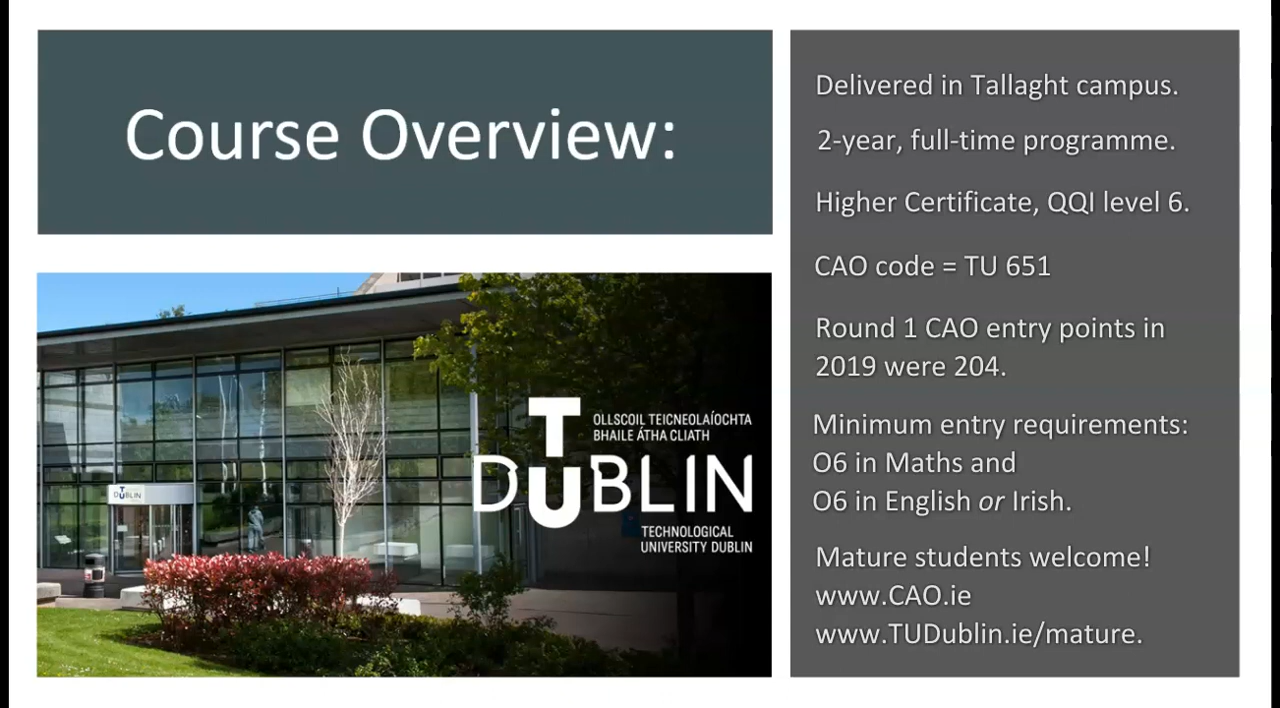 Course Overview:
Delivered in Tallaght campus.
2-year, full-time programme.
Higher Certificate, QQI level 6.
CAO code = TU 651
Round 1 CAO entry points in
2019 were 204.
Minimum entry requirements:
O6 in Maths and
O6 in English or Irish.
Mature students welcome!
www.CAO.ie
www.TUDublin.ie/mature.
OLLSCOIL TEICNEOLAÍOCHTA
BHAILE ÁTHA CLIATH
TU DUBLIN
TECHNOLOGICAL
UNIVERSITY DUBLIN
TU DUBLIN